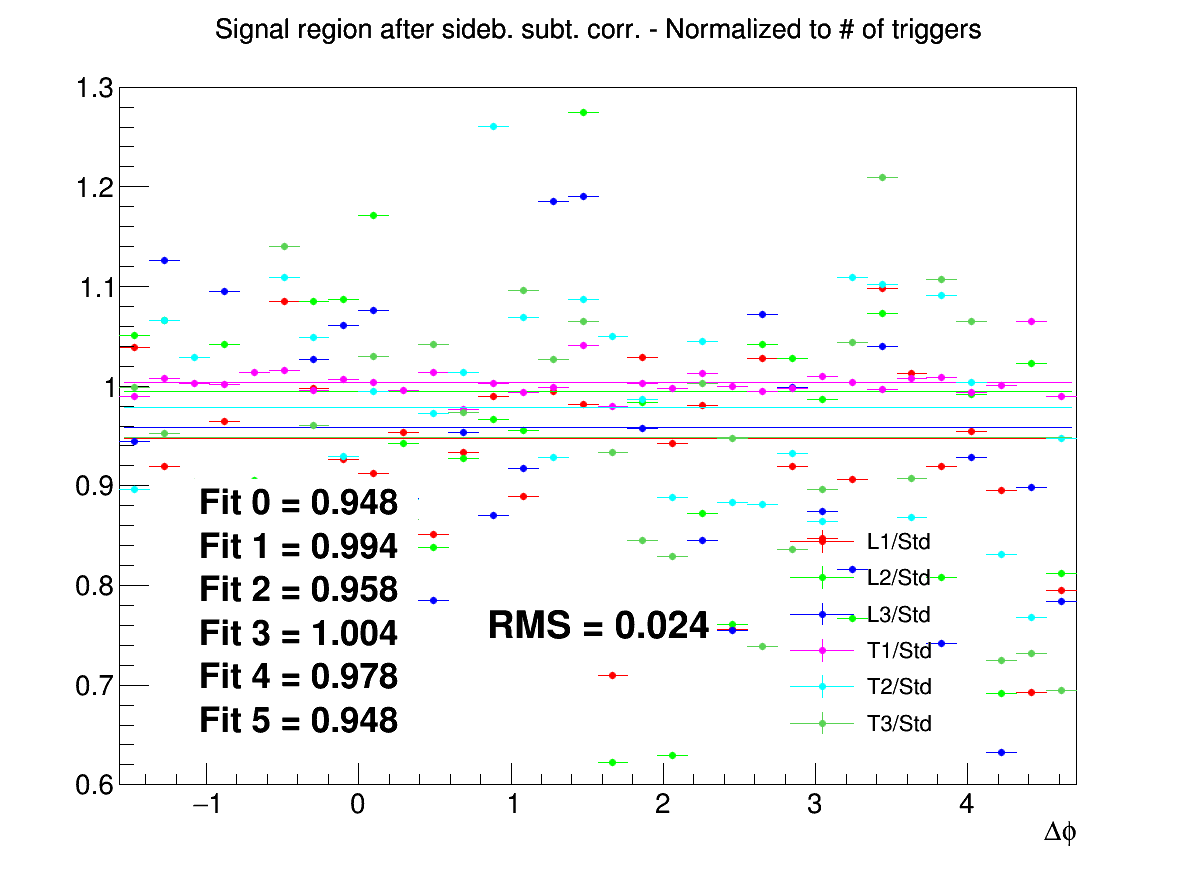 Signal region after sideb. subt. corr. - Normalized to # of triggers
1.3
1.2
1.1
1
0.9
0.8
0.7
0.6
Fit 0 = 0.948
Fit 1 = 0.994
Fit 2 = 0.958
Fit 3 = 1.004
Fit 4 = 0.978
Fit 5 = 0.948
RMS = 0.024
L1/Std
L2/Std
L3/Std
T1/Std
T2/Std
T3/Std
−1 0 1 2 3 4
Δϕ